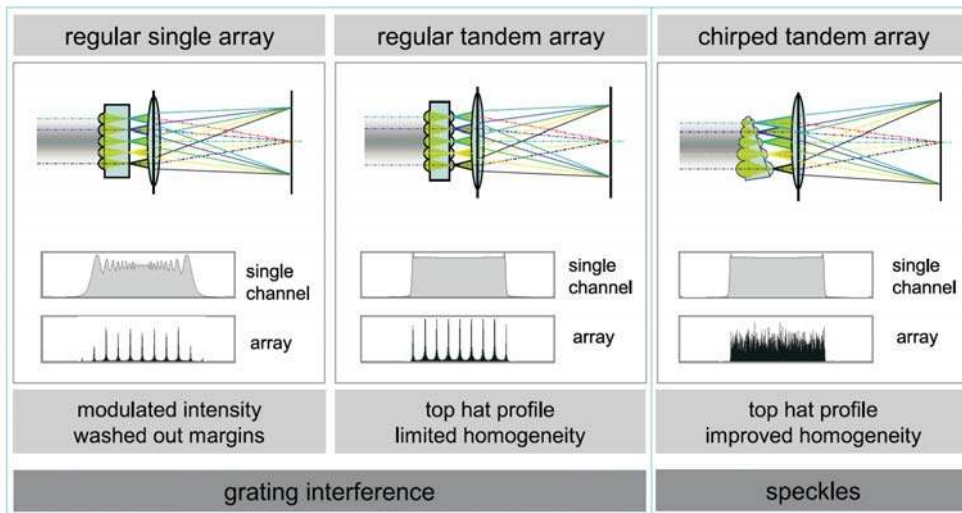 regular single array
regular tandem array
chirped tandem array
single
channel
array
single
channel
array
single
channel
array
modulated intensity
washed out margins
top hat profile
limited homogeneity
top hat profile
improved homogeneity
grating interference
speckles